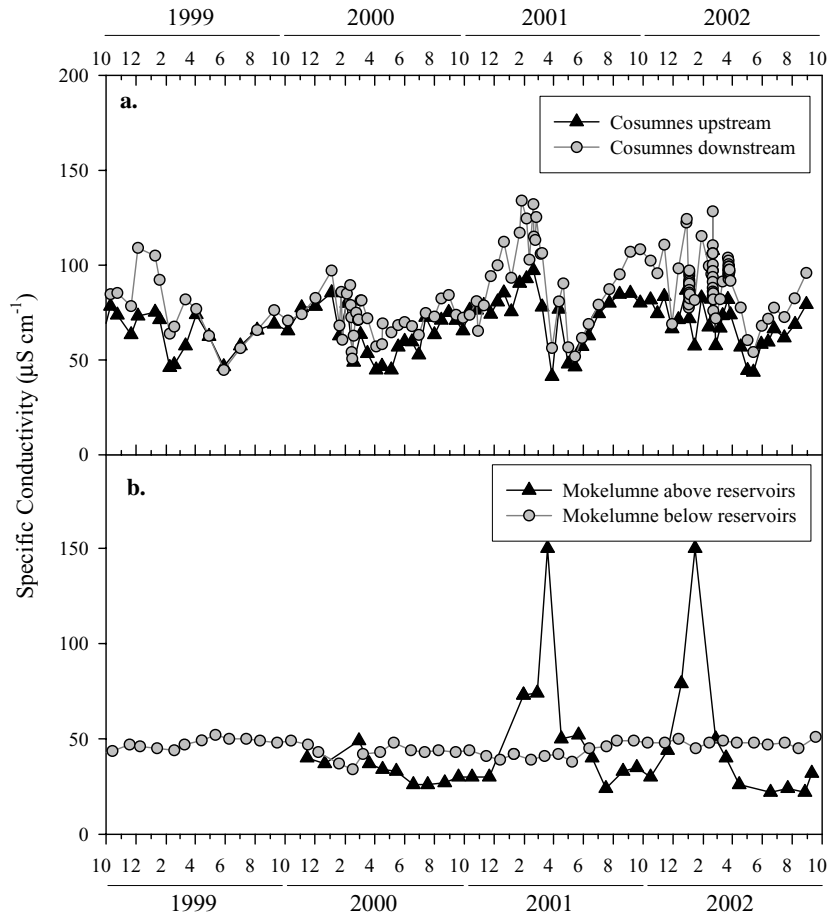 1999 2000 2001 2002
10 12 2 4 6 8 10 12 2 4 6 8 10 12 2 4 6 8 10 12 2 4 6 8 10
200
a.
Cosumnes upstream
Cosumnes downstream
150
100
50
0
Specific Conductivity (µS cm⁻¹)
b.
Mokelumne above reservoirs
Mokelumne below reservoirs
150
100
50
0
10 12 2 4 6 8 10 12 2 4 6 8 10 12 2 4 6 8 10 12 2 4 6 8 10
1999 2000 2001 2002